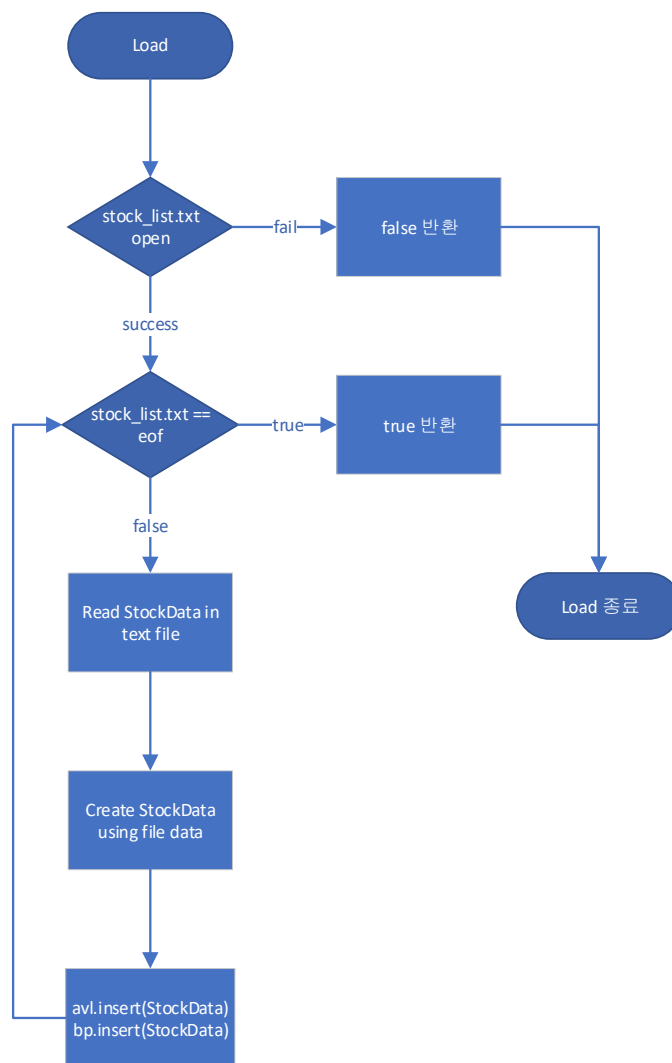 Load
stock_list.txt
open
fail
false 반환
success
stock_list.txt ==
eof
true
true 반환
false
Read StockData in
text file
Load 종료
Create StockData
using file data
avl.insert(StockData)
bp.insert(StockData)